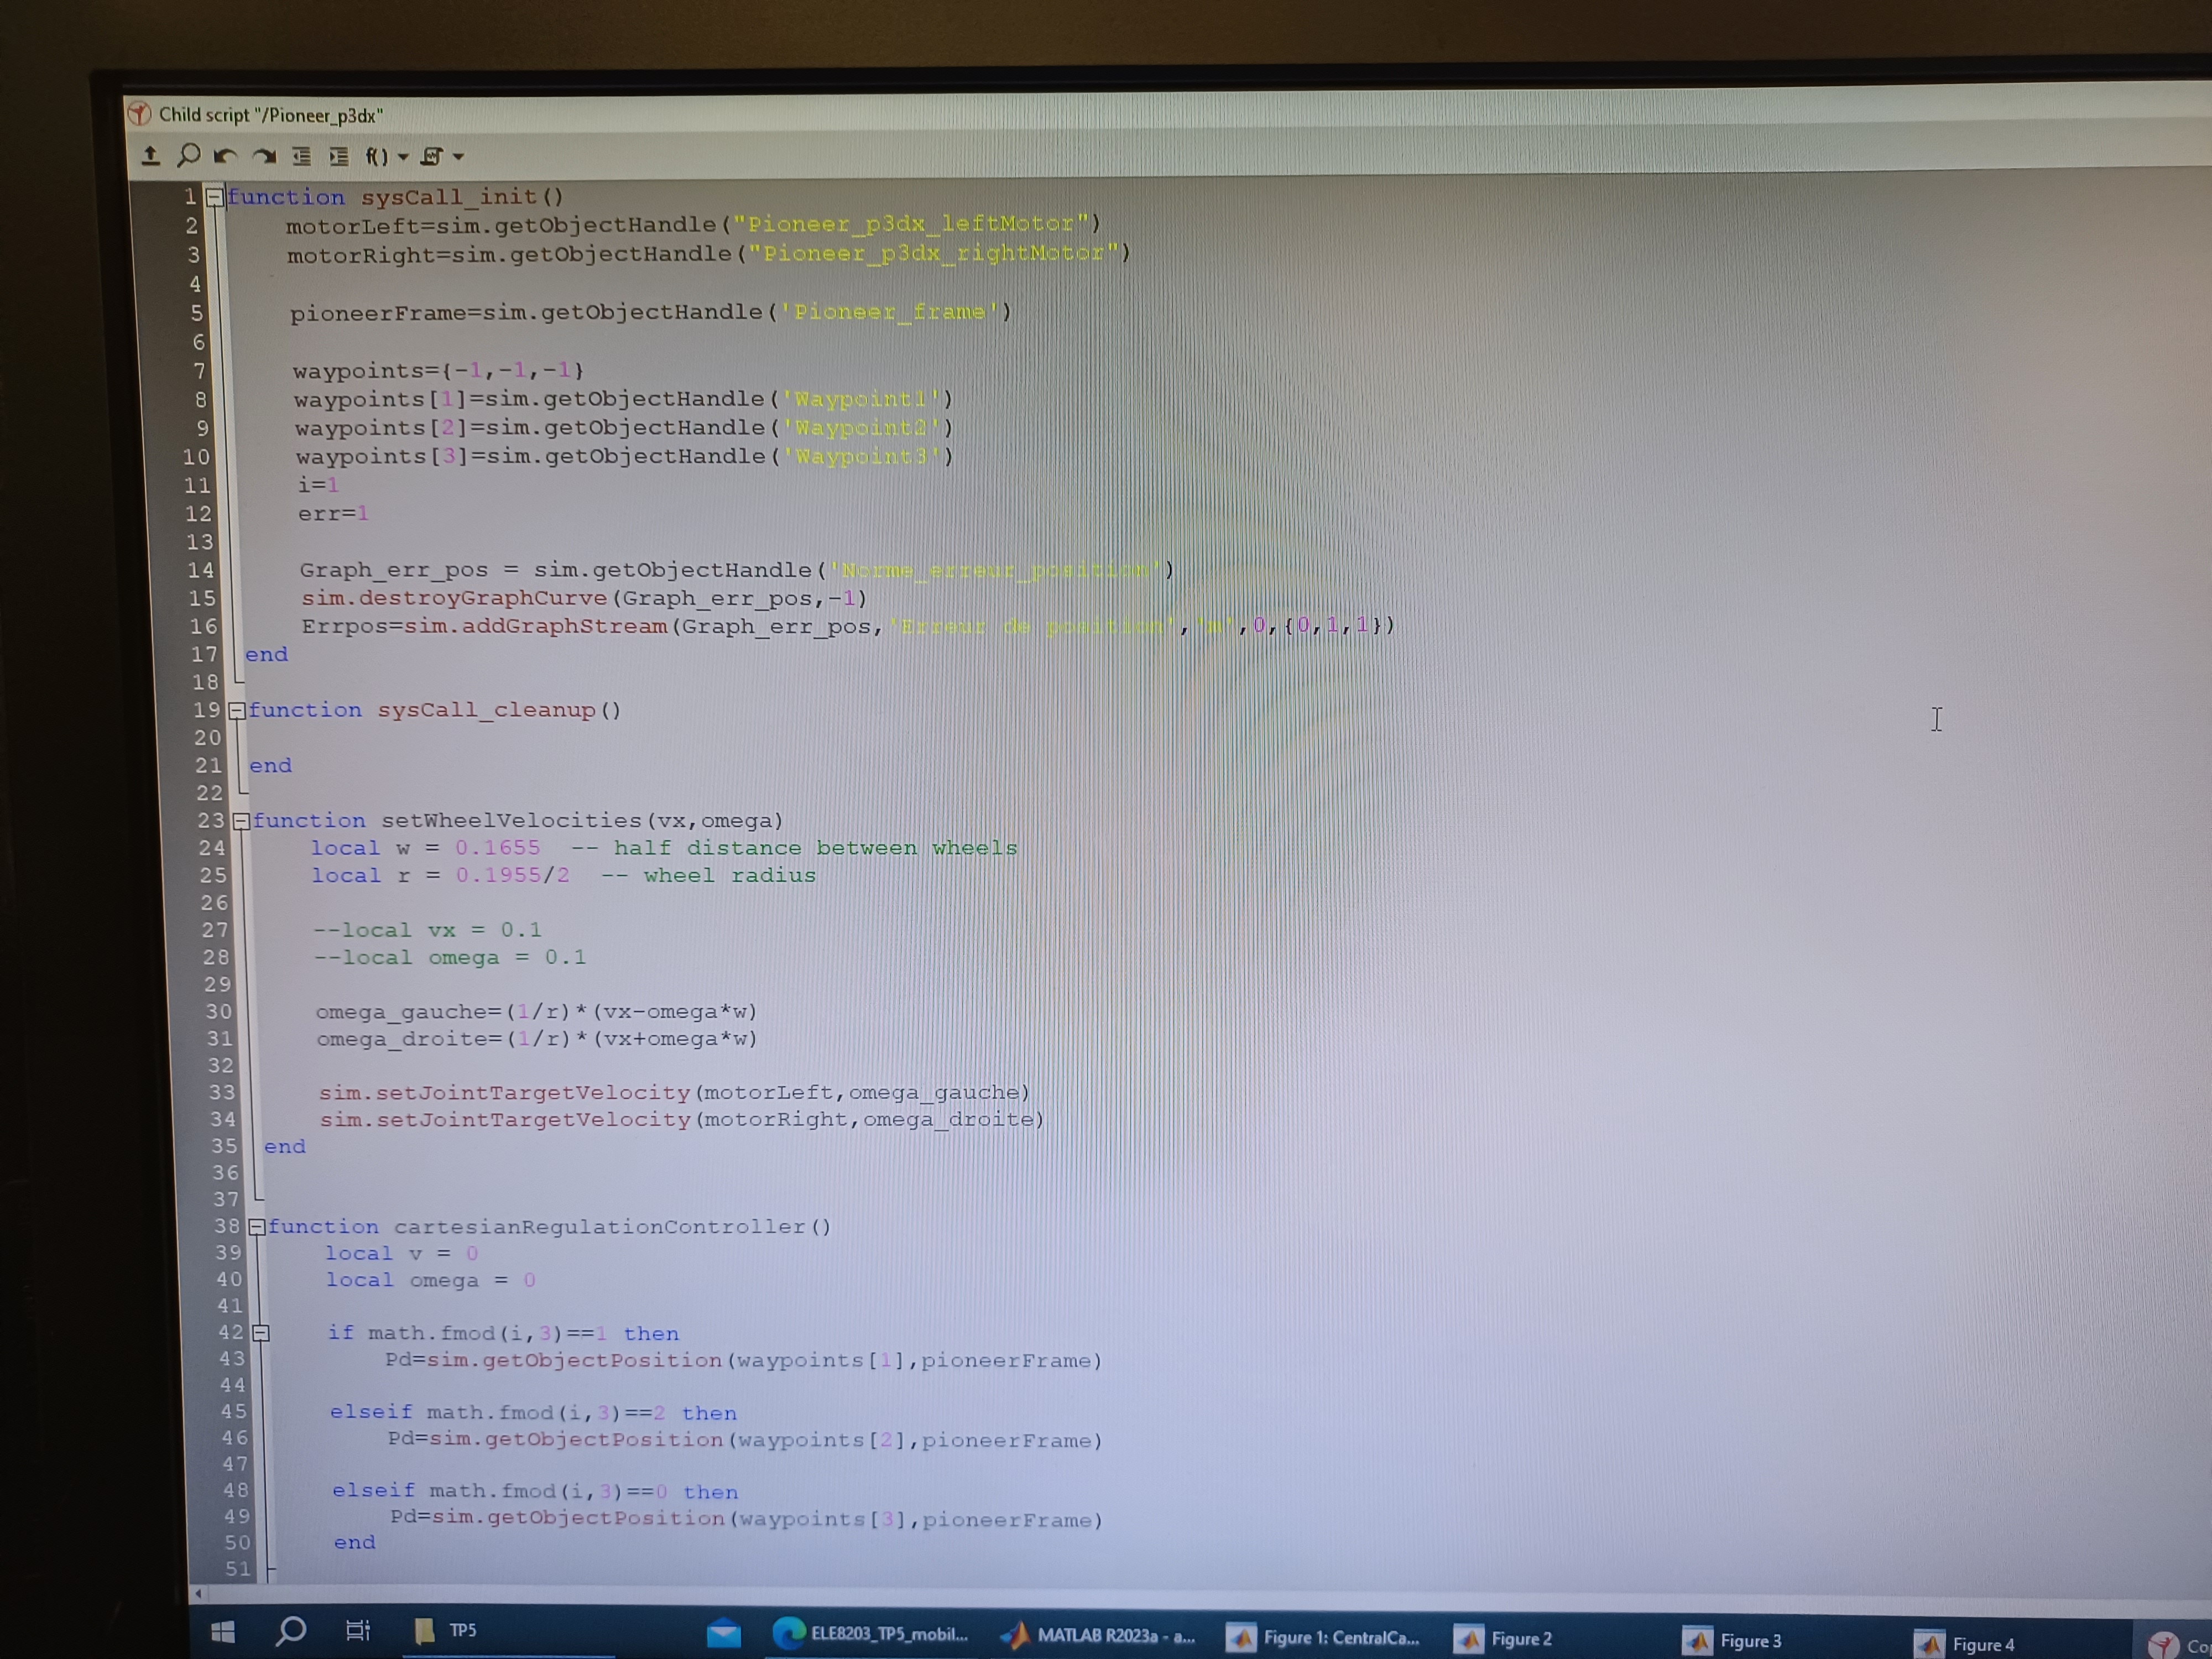 Child script "/Pioneer_p3dx"
f()
1 function sysCall_init()
2 motorLeft=sim.getObjectHandle("Pioneer_p3dx_leftMotor")
3 motorRight=sim.getObjectHandle("Pioneer_p3dx_rightMotor")
4
5 pioneerFrame=sim.getObjectHandle('Pioneer_frame')
6
7 waypoints={-1,-1,-1}
8 waypoints[1]=sim.getObjectHandle('Waypoint1')
9 waypoints[2]=sim.getObjectHandle('Waypoint2')
10 waypoints[3]=sim.getObjectHandle('Waypoint3')
11 i=1
12 err=1
13
14 Graph_err_pos = sim.getObjectHandle('Norme_erreur_position')
15 sim.destroyGraphCurve(Graph_err_pos,-1)
16 Errpos=sim.addGraphStream(Graph_err_pos,'Erreur de position','m',0,{0,1,1})
17 end
18
19 function sysCall_cleanup()
20
21 end
22
23 function setWheelVelocities(vx,omega)
24 local w = 0.1655 -- half distance between wheels
25 local r = 0.1955/2 -- wheel radius
26
27 --local vx = 0.1
28 --local omega = 0.1
29
30 omega_gauche=(1/r)*(vx-omega*w)
31 omega_droite=(1/r)*(vx+omega*w)
32
33 sim.setJointTargetVelocity(motorLeft,omega_gauche)
34 sim.setJointTargetVelocity(motorRight,omega_droite)
35 end
36
37
38 function cartesianRegulationController()
39 local v = 0
40 local omega = 0
41
42 if math.fmod(i,3)==1 then
43 Pd=sim.getObjectPosition(waypoints[1],pioneerFrame)
44
45 elseif math.fmod(i,3)==2 then
46 Pd=sim.getObjectPosition(waypoints[2],pioneerFrame)
47
48 elseif math.fmod(i,3)==0 then
49 Pd=sim.getObjectPosition(waypoints[3],pioneerFrame)
50 end
51
TP5 ELE8203_TP5_mobil... MATLAB R2023a - a... Figure 1: CentralCa... Figure 2 Figure 3 Figure 4 Co